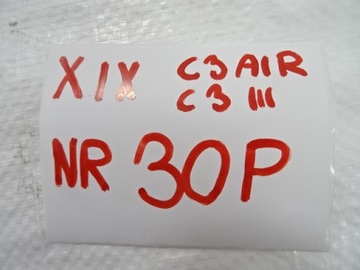 XIX C3 AIR
C3 III
NR 30P